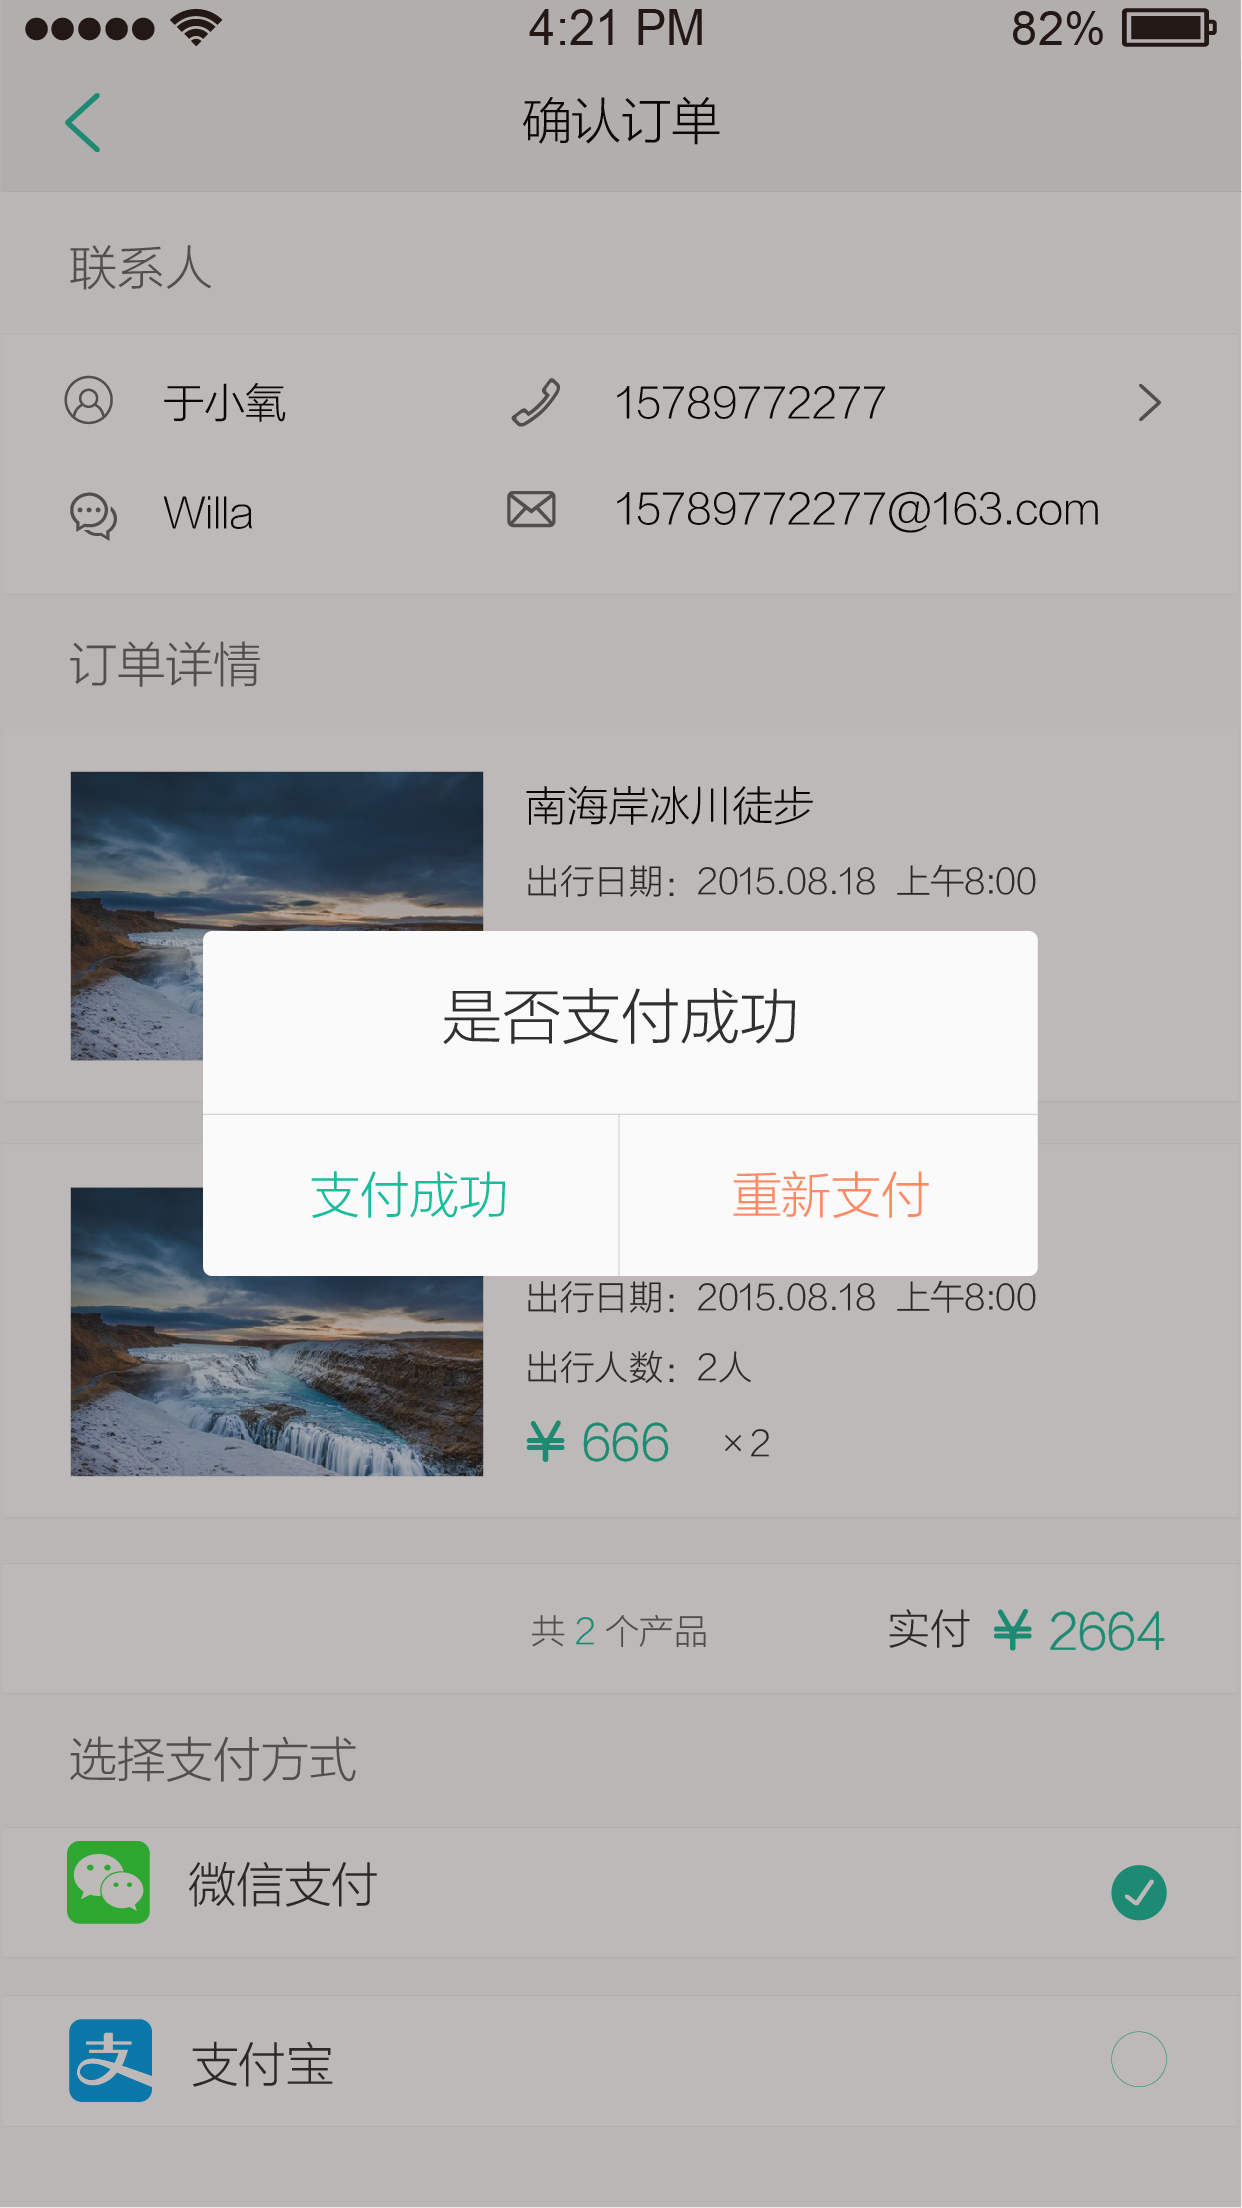 4:21 PM 82%
确认订单
联系人
于小氧 15789772277
Willa 15789772277@163.com
订单详情
南海岸冰川徒步
出行日期：2015.08.18 上午8:00
是否支付成功
支付成功 重新支付
出行日期：2015.08.18 上午8:00
出行人数：2人
¥ 666 ×2
共 2 个产品 实付 ¥ 2664
选择支付方式
微信支付
支 支付宝